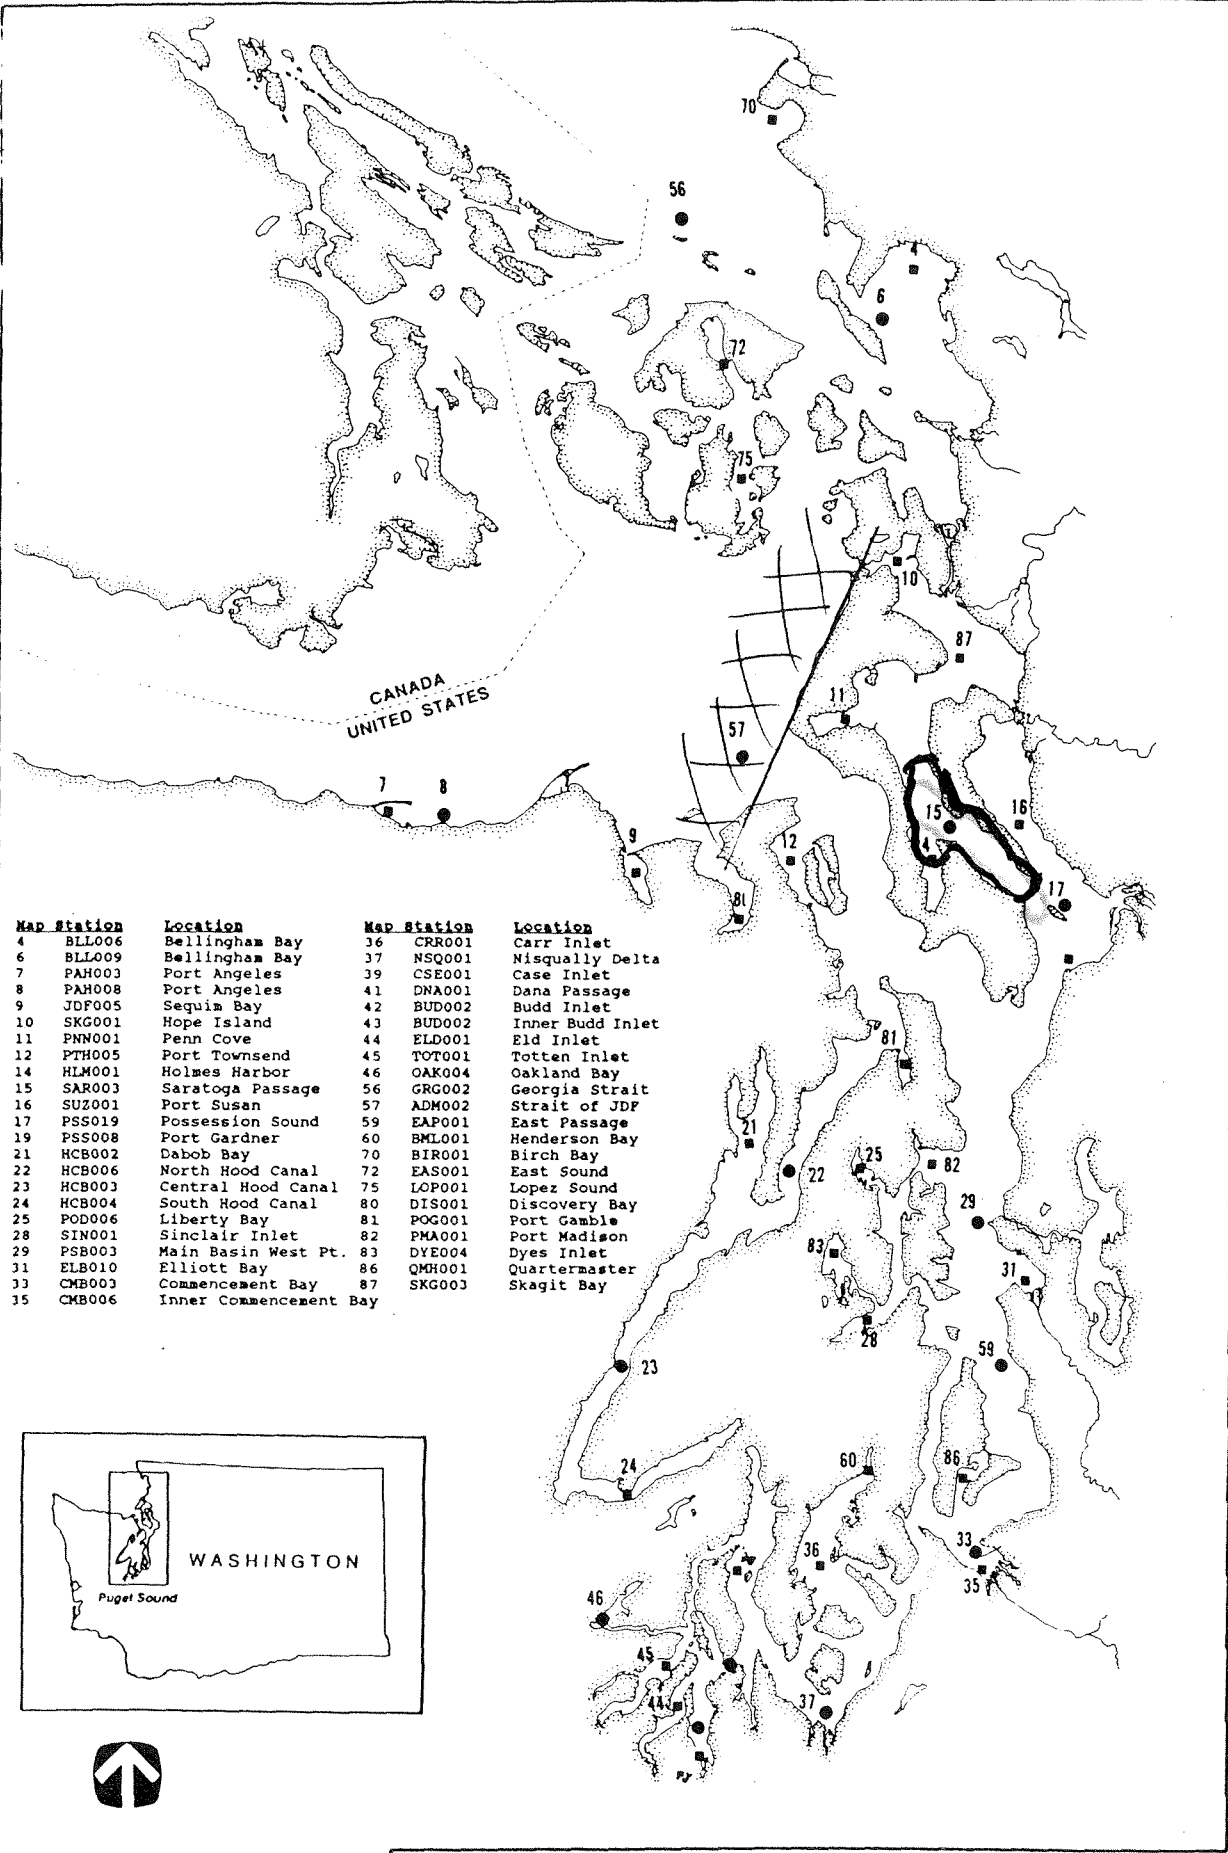 70
56
4
6
72
75
10
87
CANADA
UNITED STATES
11
57
7
8
15
16
9
12
4
17
80
Map Station Location Map Station Location
4 BLL006 Bellingham Bay 36 CRR001 Carr Inlet
6 BLL009 Bellingham Bay 37 NSQ001 Nisqually Delta
7 PAH003 Port Angeles 39 CSE001 Case Inlet
8 PAH008 Port Angeles 41 DNA001 Dana Passage
9 JDF005 Sequim Bay 42 BUD002 Budd Inlet
10 SKG001 Hope Island 43 BUD002 Inner Budd Inlet
11 PNN001 Penn Cove 44 ELD001 Eld Inlet
12 PTH005 Port Townsend 45 TOT001 Totten Inlet
14 HLM001 Holmes Harbor 46 OAK004 Oakland Bay
15 SAR003 Saratoga Passage 56 GRG002 Georgia Strait
16 SUZ001 Port Susan 57 ADM002 Strait of JDF
17 PSS019 Possession Sound 59 EAP001 East Passage
19 PSS008 Port Gardner 60 BML001 Henderson Bay
21 HCB002 Dabob Bay 70 BIR001 Birch Bay
22 HCB006 North Hood Canal 72 EAS001 East Sound
23 HCB003 Central Hood Canal 75 LOP001 Lopez Sound
24 HCB004 South Hood Canal 80 DIS001 Discovery Bay
25 POD006 Liberty Bay 81 POG001 Port Gamble
28 SIN001 Sinclair Inlet 82 PMA001 Port Madison
29 PSB003 Main Basin West Pt. 83 DYE004 Dyes Inlet
31 ELB010 Elliott Bay 86 QMH001 Quartermaster
33 CMB003 Commencement Bay 87 SKG003 Skagit Bay
35 CMB006 Inner Commencement Bay
81
21
22
25
82
29
83
31
28
23
59
24
60
86
WASHINGTON
Puget Sound
36
33
35
46
45
44
37